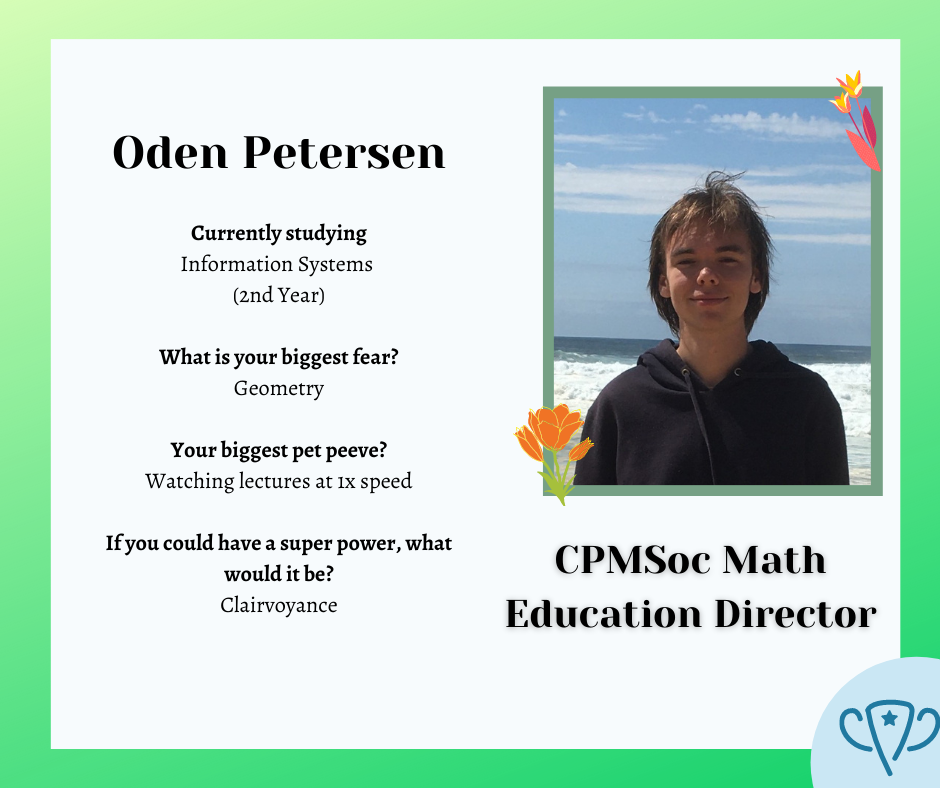 Oden Petersen
Currently studying
Information Systems
(2nd Year)
What is your biggest fear?
Geometry
Your biggest pet peeve?
Watching lectures at 1x speed
If you could have a super power, what
would it be?
Clairvoyance
CPMSoc Math
Education Director